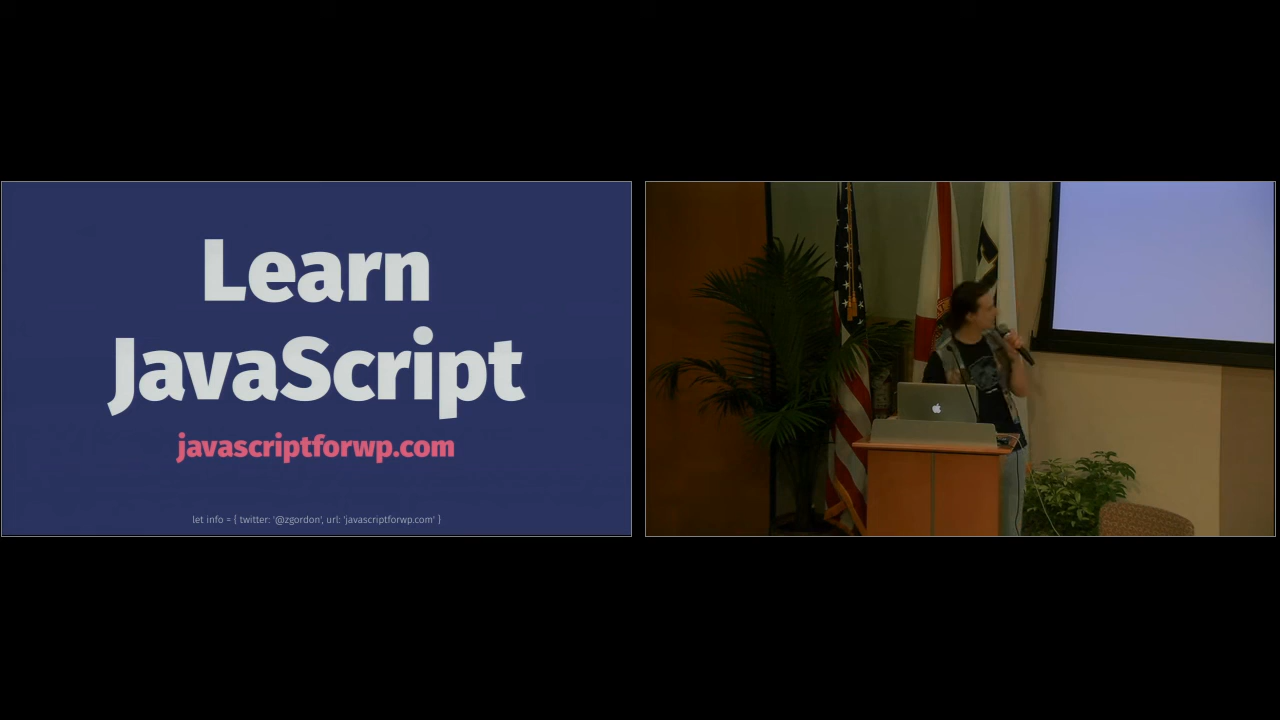 Learn
JavaScript
javascriptforwp.com
let info = { twitter: '@zgordon', url: 'javascriptforwp.com' }